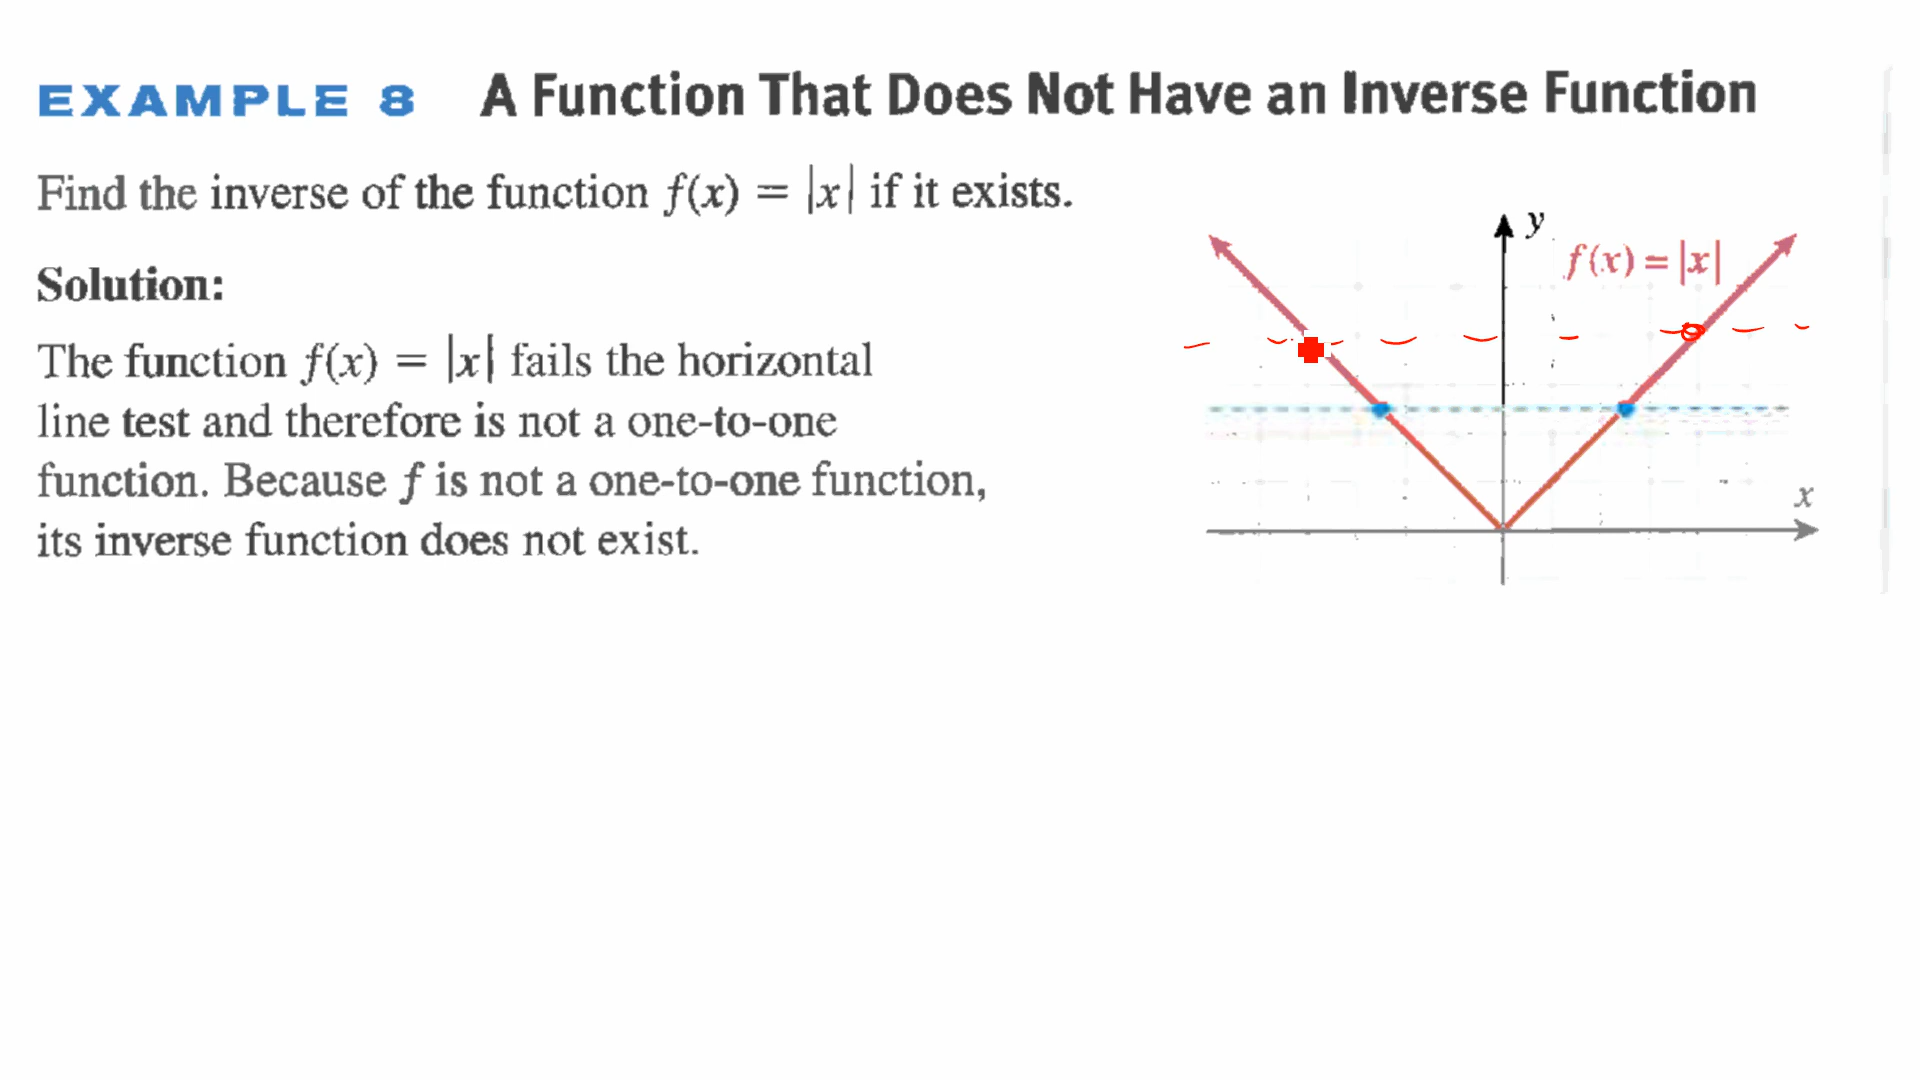 EXAMPLE 8 A Function That Does Not Have an Inverse Function
Find the inverse of the function f(x) = |x| if it exists.
Solution:
The function f(x) = |x| fails the horizontal
line test and therefore is not a one-to-one
function. Because f is not a one-to-one function,
its inverse function does not exist.
y
f(x) = |x|
x